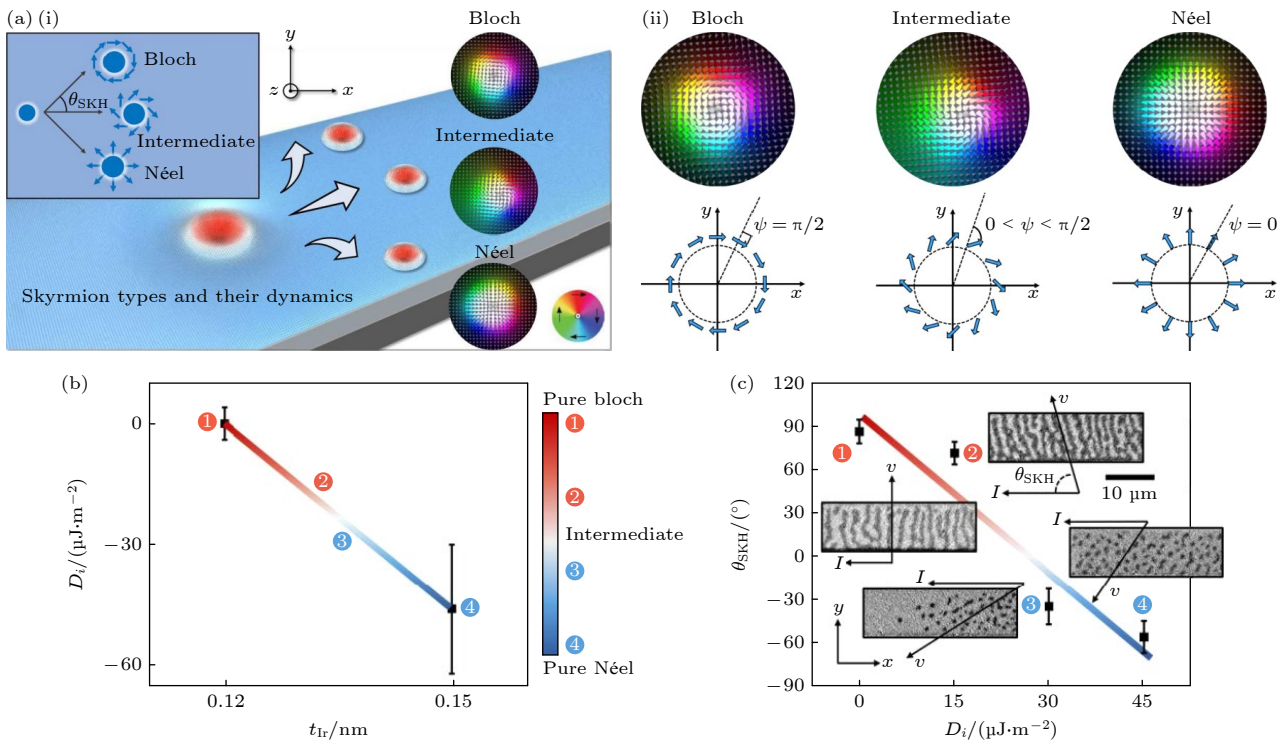 (a) (i)
Bloch
θSKH
Intermediate
Néel
y
z
x
Bloch
Intermediate
Néel
Skyrmion types and their dynamics
(ii)
Bloch
Intermediate
Néel
y
ψ = π/2
x
y
0 < ψ < π/2
x
y
ψ = 0
x
(b)
Di/(μJ·m−2)
0
−30
−60
1
2
3
4
0.12
0.15
tIr/nm
Pure bloch
1
2
Intermediate
3
4
Pure Néel
(c)
θSKH/(°)
120
90
60
30
0
−30
−60
−90
1
2
3
4
v
I
v
θSKH
I
10 μm
I
v
I
v
y
x
0
15
30
45
Di/(μJ·m−2)